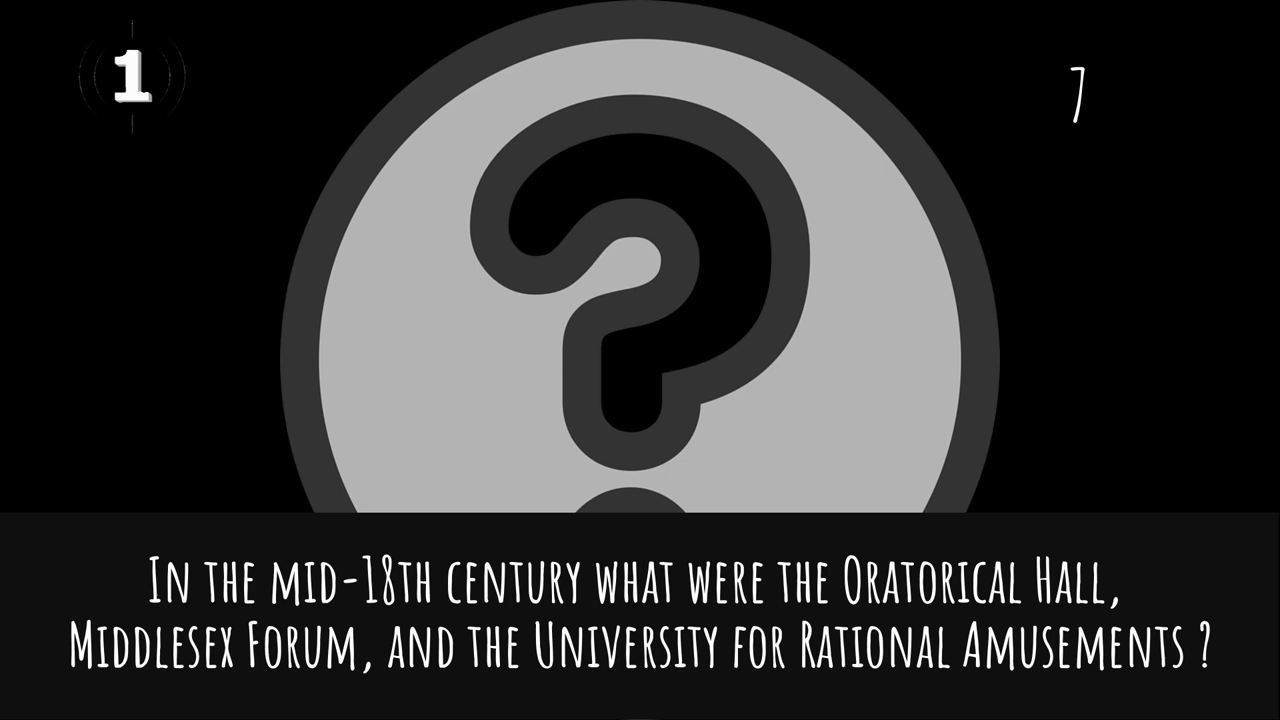 1
7
In the mid-18th century what were the Oratorical Hall,
Middlesex Forum, and the University for Rational Amusements ?